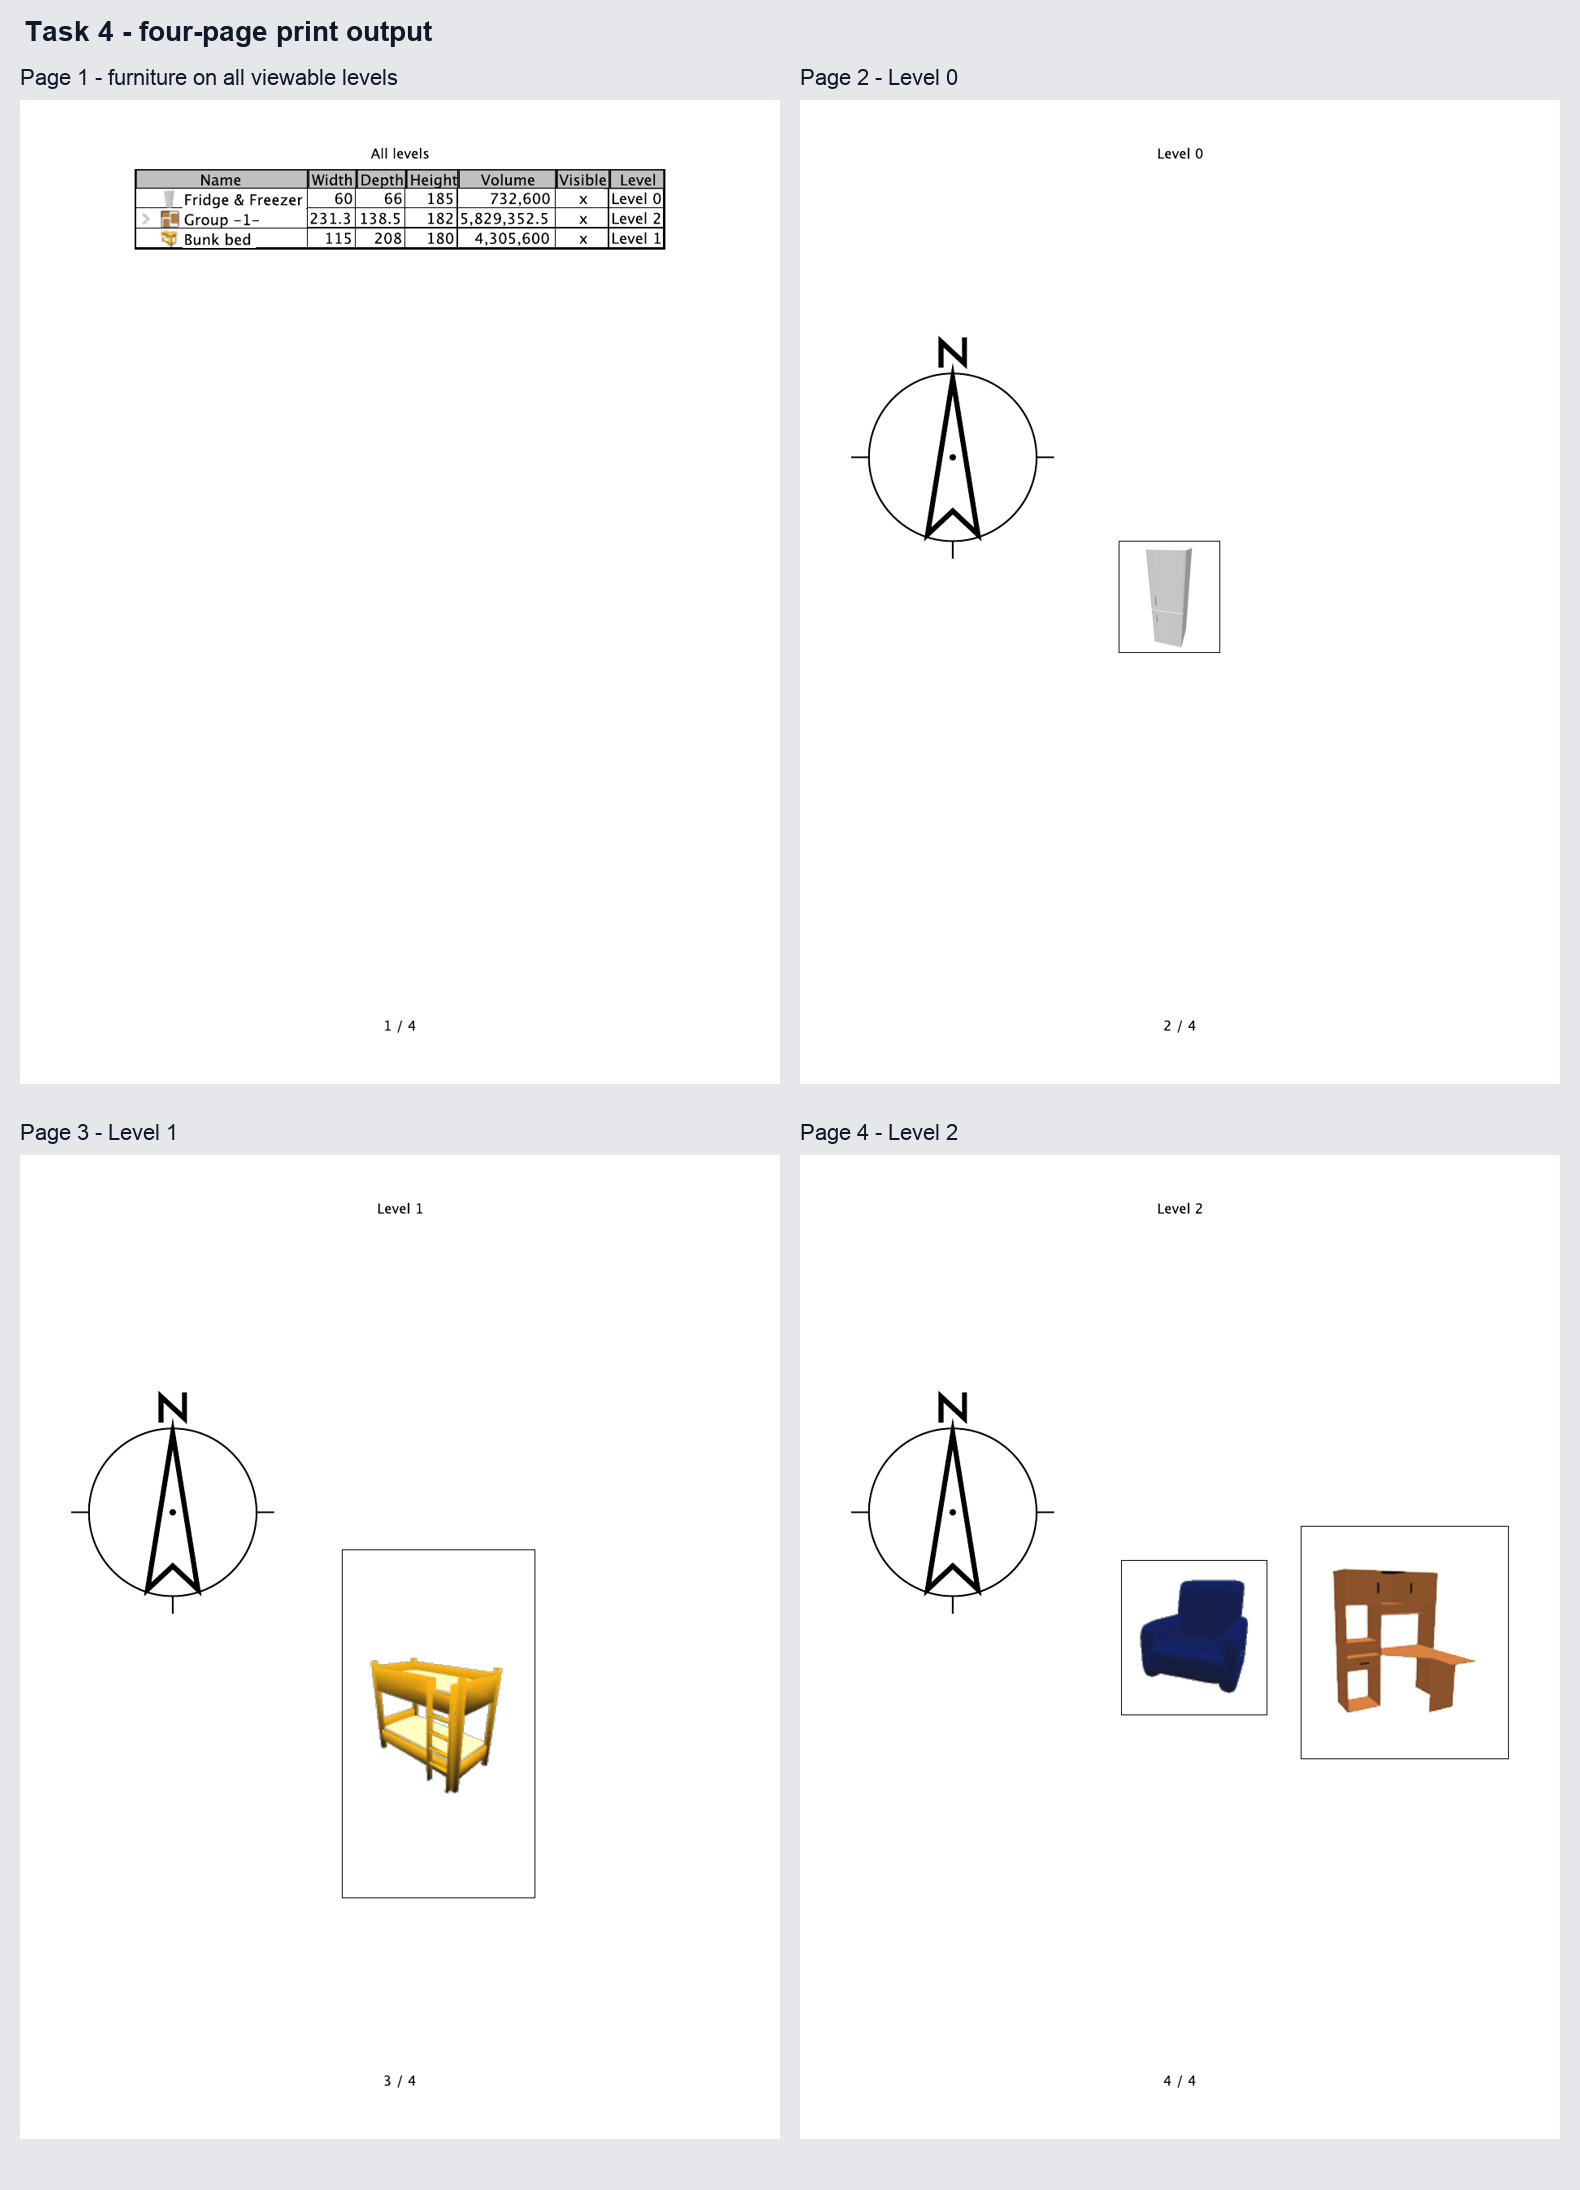 Task 4 - four-page print output
Page 1 - furniture on all viewable levels
All levels
Name Width Depth Height Volume Visible Level
Fridge & Freezer 60 66 185 732,600 x Level 0
Group -1- 231.3 138.5 182 5,829,352.5 x Level 2
Bunk bed 115 208 180 4,305,600 x Level 1
1 / 4
Page 2 - Level 0
Level 0
N
2 / 4
Page 3 - Level 1
Level 1
N
3 / 4
Page 4 - Level 2
Level 2
N
4 / 4